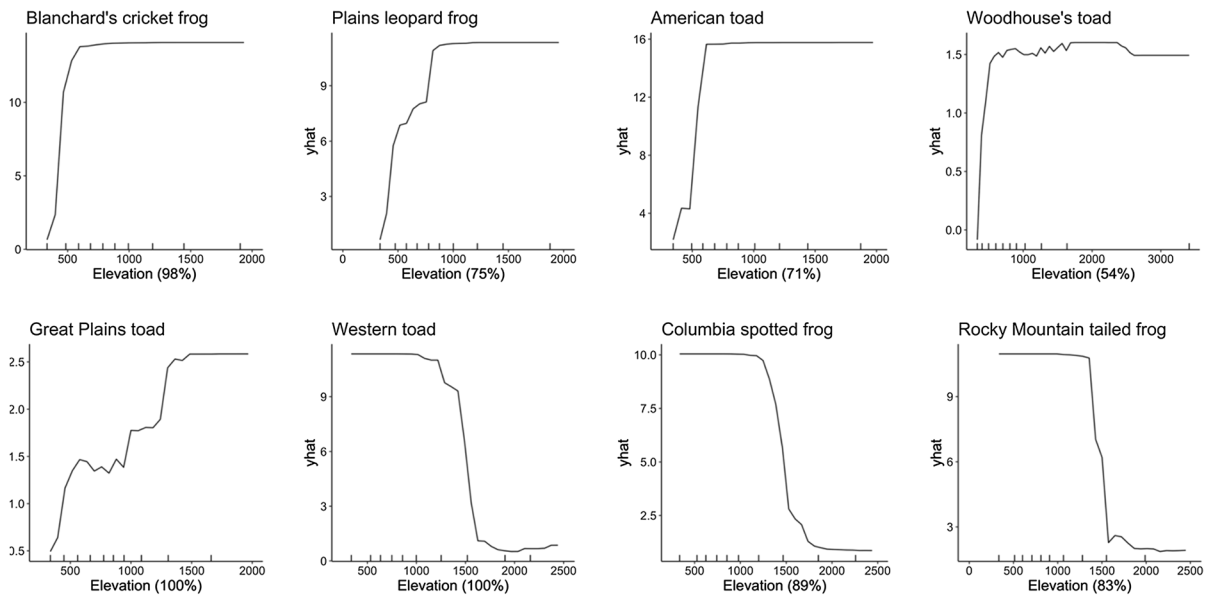 Blanchard's cricket frog
Plains leopard frog
American toad
Woodhouse's toad
10
5
0
500 1000 1500 2000
Elevation (98%)
yhat
9
6
3
0 500 1000 1500 2000
Elevation (75%)
yhat
16
12
8
4
500 1000 1500 2000
Elevation (71%)
yhat
1.5
1.0
0.5
0.0
1000 2000 3000
Elevation (54%)
Great Plains toad
Western toad
Columbia spotted frog
Rocky Mountain tailed frog
2.5
2.0
1.5
1.0
0.5
500 1000 1500 2000
Elevation (100%)
yhat
9
6
3
0
500 1000 1500 2000 2500
Elevation (100%)
yhat
10.0
7.5
5.0
2.5
500 1000 1500 2000 2500
Elevation (89%)
yhat
9
6
3
0 500 1000 1500 2000 2500
Elevation (83%)